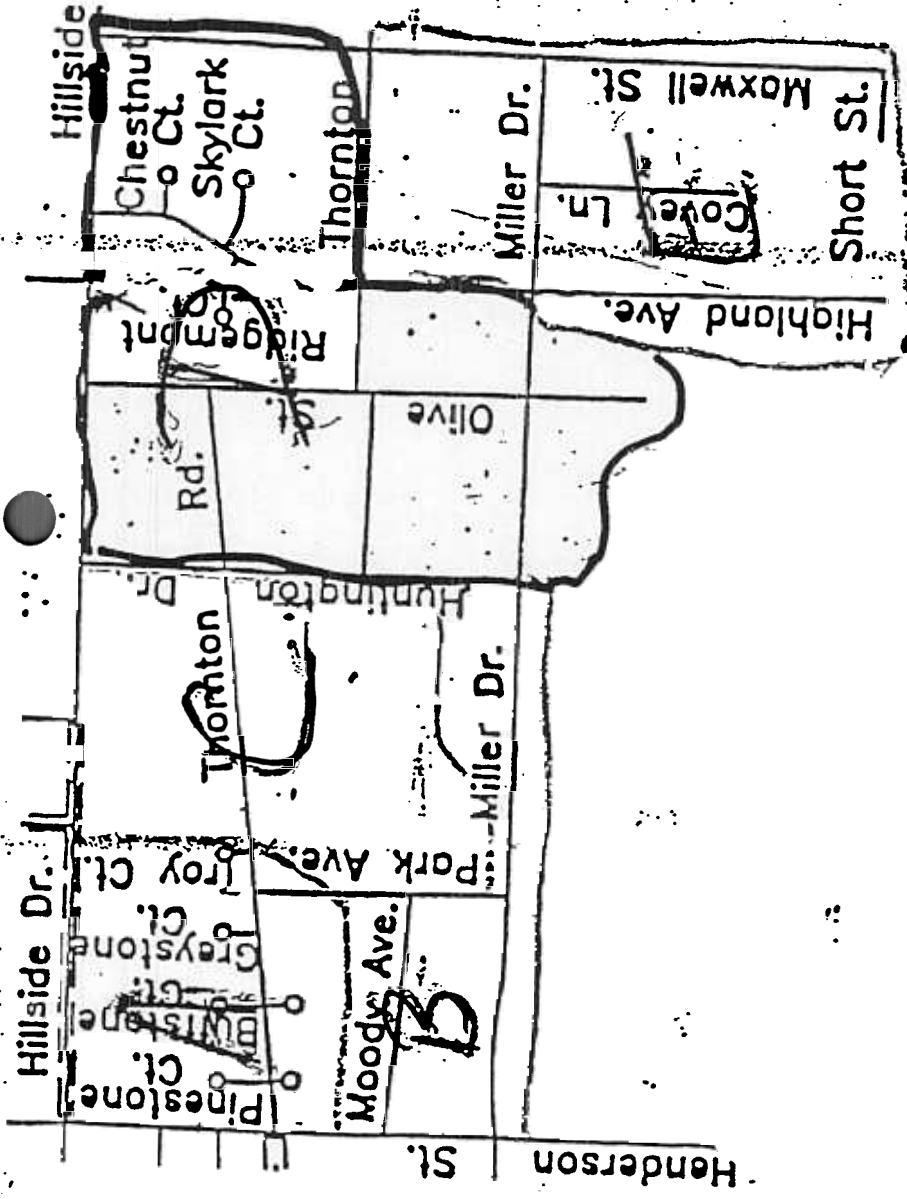 Hillside
Chestnut
Ct.
Skylark
Ct.
Thornton
Miller Dr.
Maxwell St.
Short St.
Cove Ln.
Highland Ave.
Ridgemont
Olive St.
Rd.
Huntington Dr.
Thornton
Miller Dr.
Park Ave.
Troy Ct.
Hillside Dr.
Greystone
Ct.
Ct.
Pinestone
Ct.
Moody Ave.
B
Henderson St.